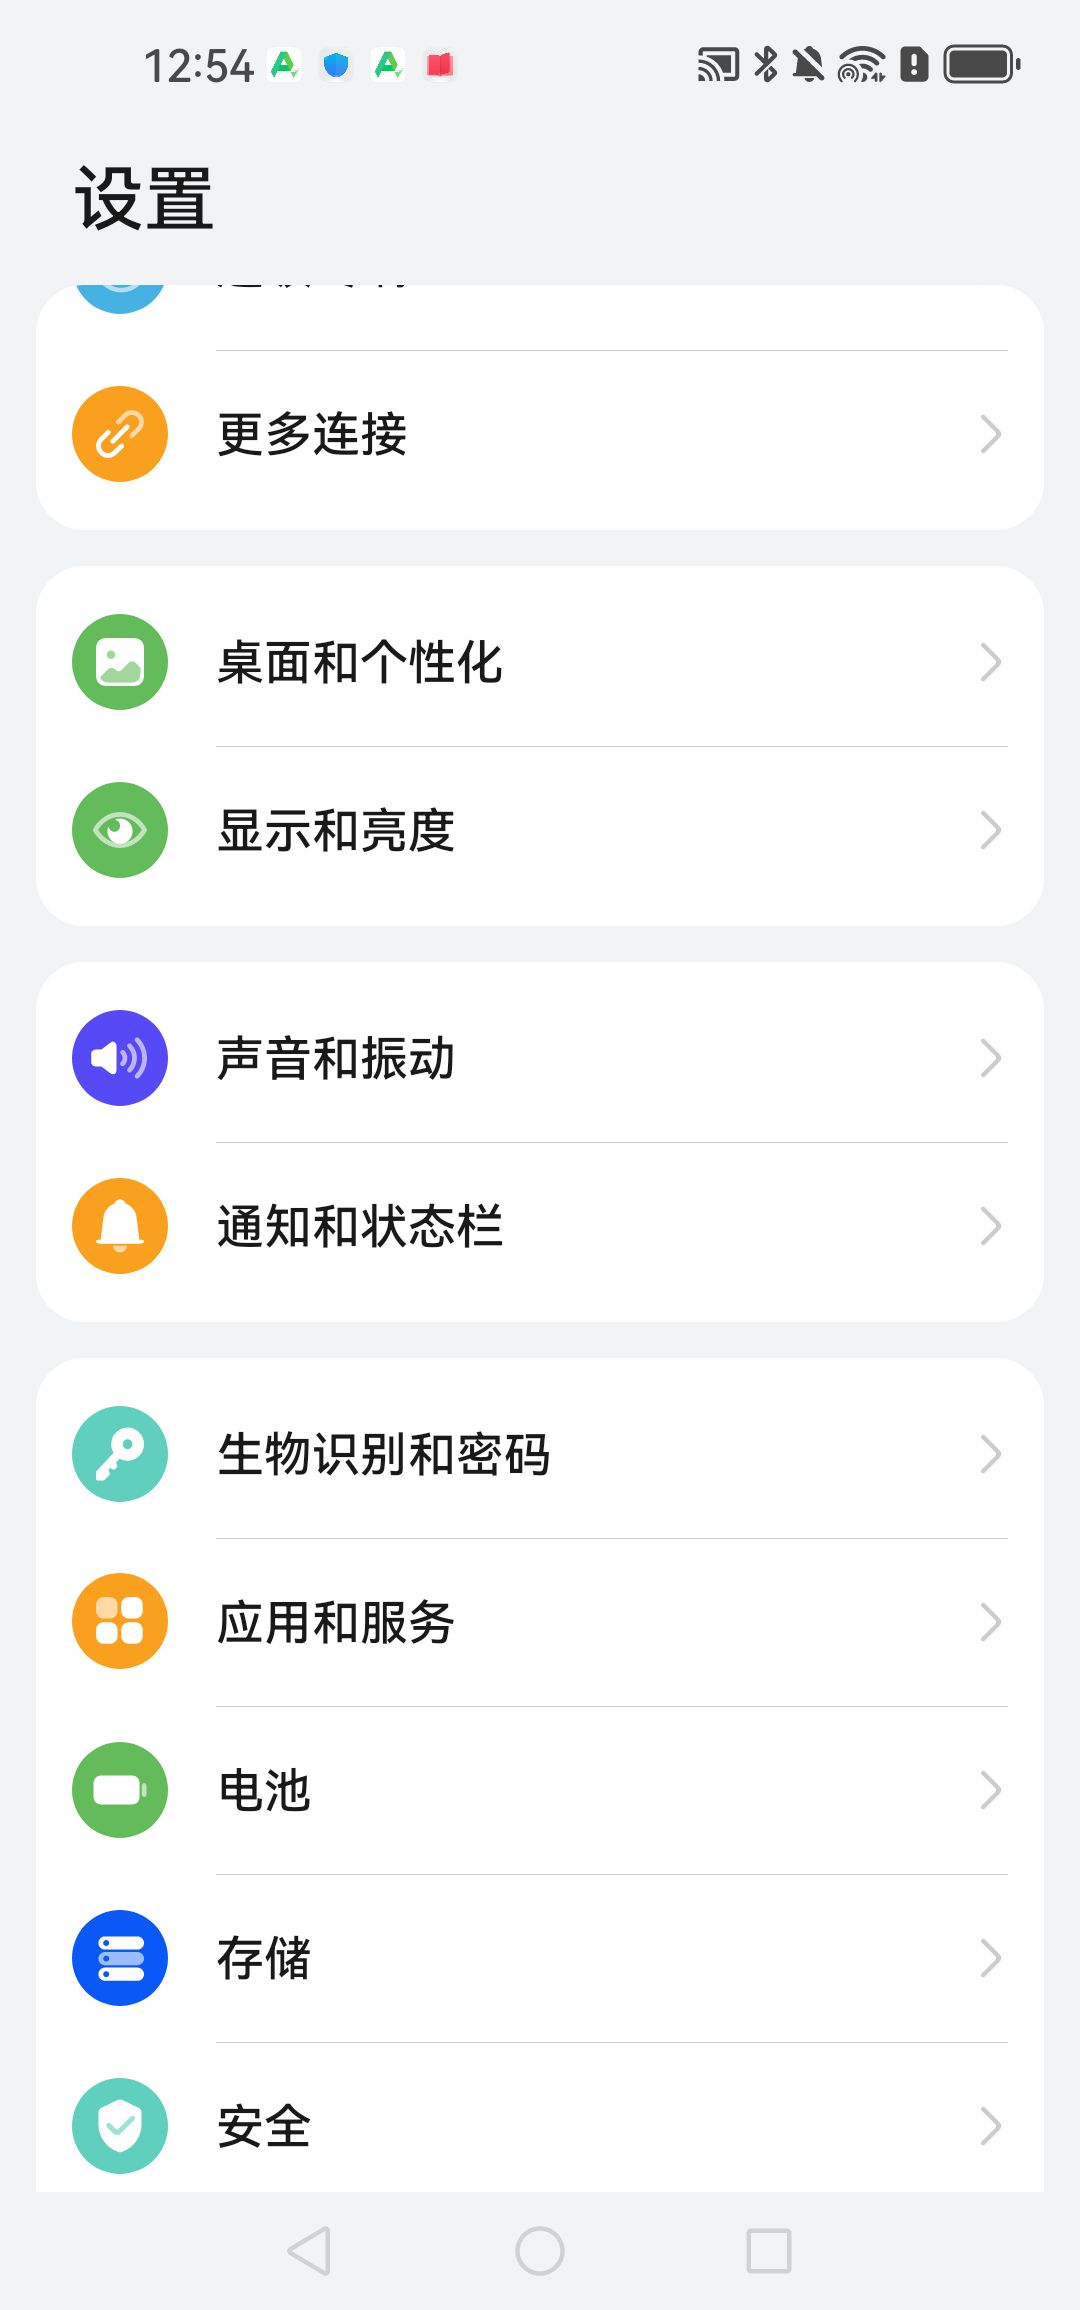 12:54
设置
更多连接
桌面和个性化
显示和亮度
声音和振动
通知和状态栏
生物识别和密码
应用和服务
电池
存储
安全